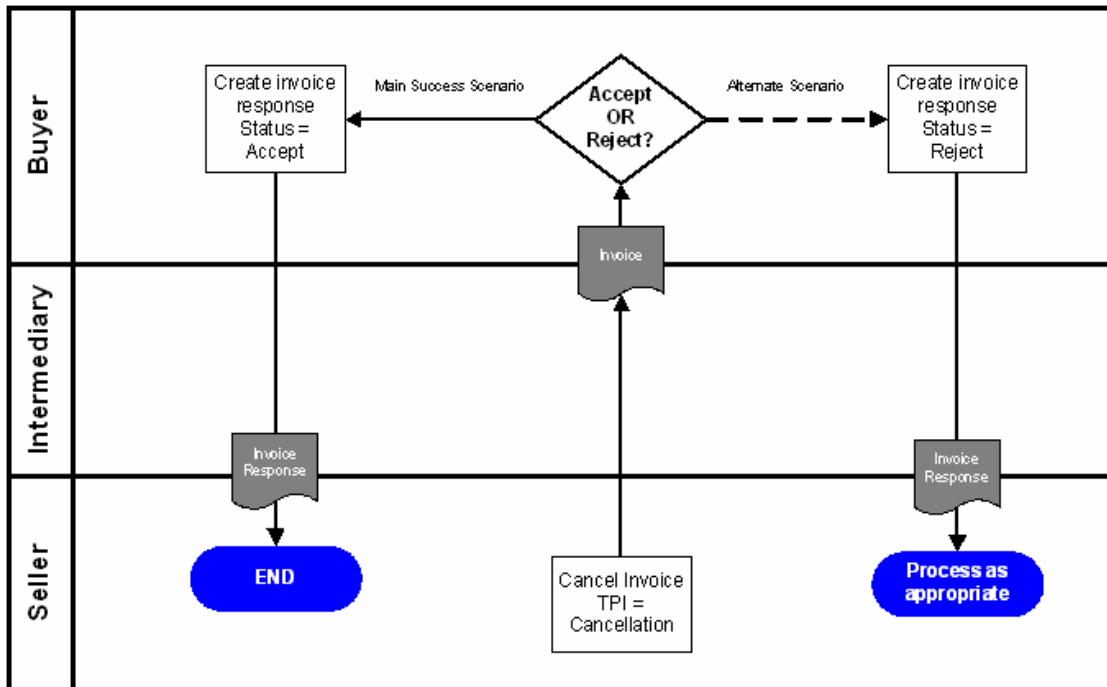 Buyer
Create invoice
response
Status =
Accept
Main Success Scenario
Accept
OR
Reject?
Alternate Scenario
Create invoice
response
Status =
Reject
Invoice
Intermediary
Invoice
Response
Invoice
Response
Seller
END
Cancel Invoice
TPI =
Cancellation
Process as
appropriate